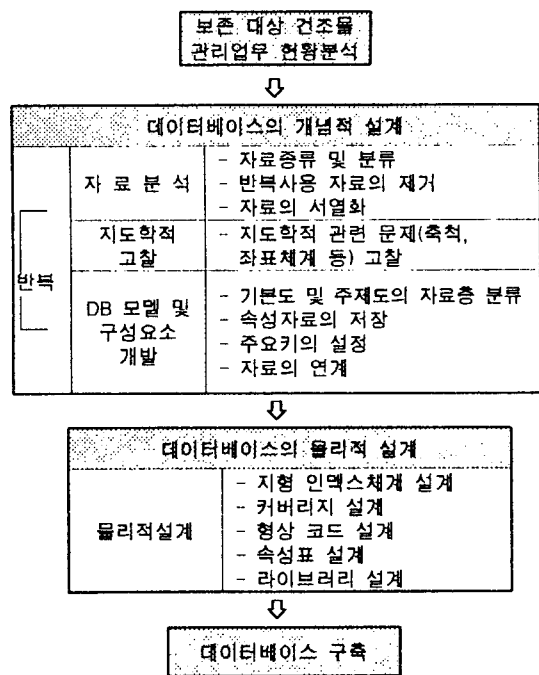 보존 대상 건조물
관리업무 현황분석
데이터베이스의 개념적 설계
반복
자 료 분 석
- 자료종류 및 분류
- 반복사용 자료의 제거
- 자료의 서열화
지도학적
고찰
- 지도학적 관련 문제(축척,
좌표체계 등) 고찰
DB 모델 및
구성요소
개발
- 기본도 및 주제도의 자료층 분류
- 속성자료의 저장
- 주요키의 설정
- 자료의 연계
데이터베이스의 물리적 설계
물리적설계
- 지형 인덱스체계 설계
- 커버리지 설계
- 형상 코드 설계
- 속성표 설계
- 라이브러리 설계
데이터베이스 구축